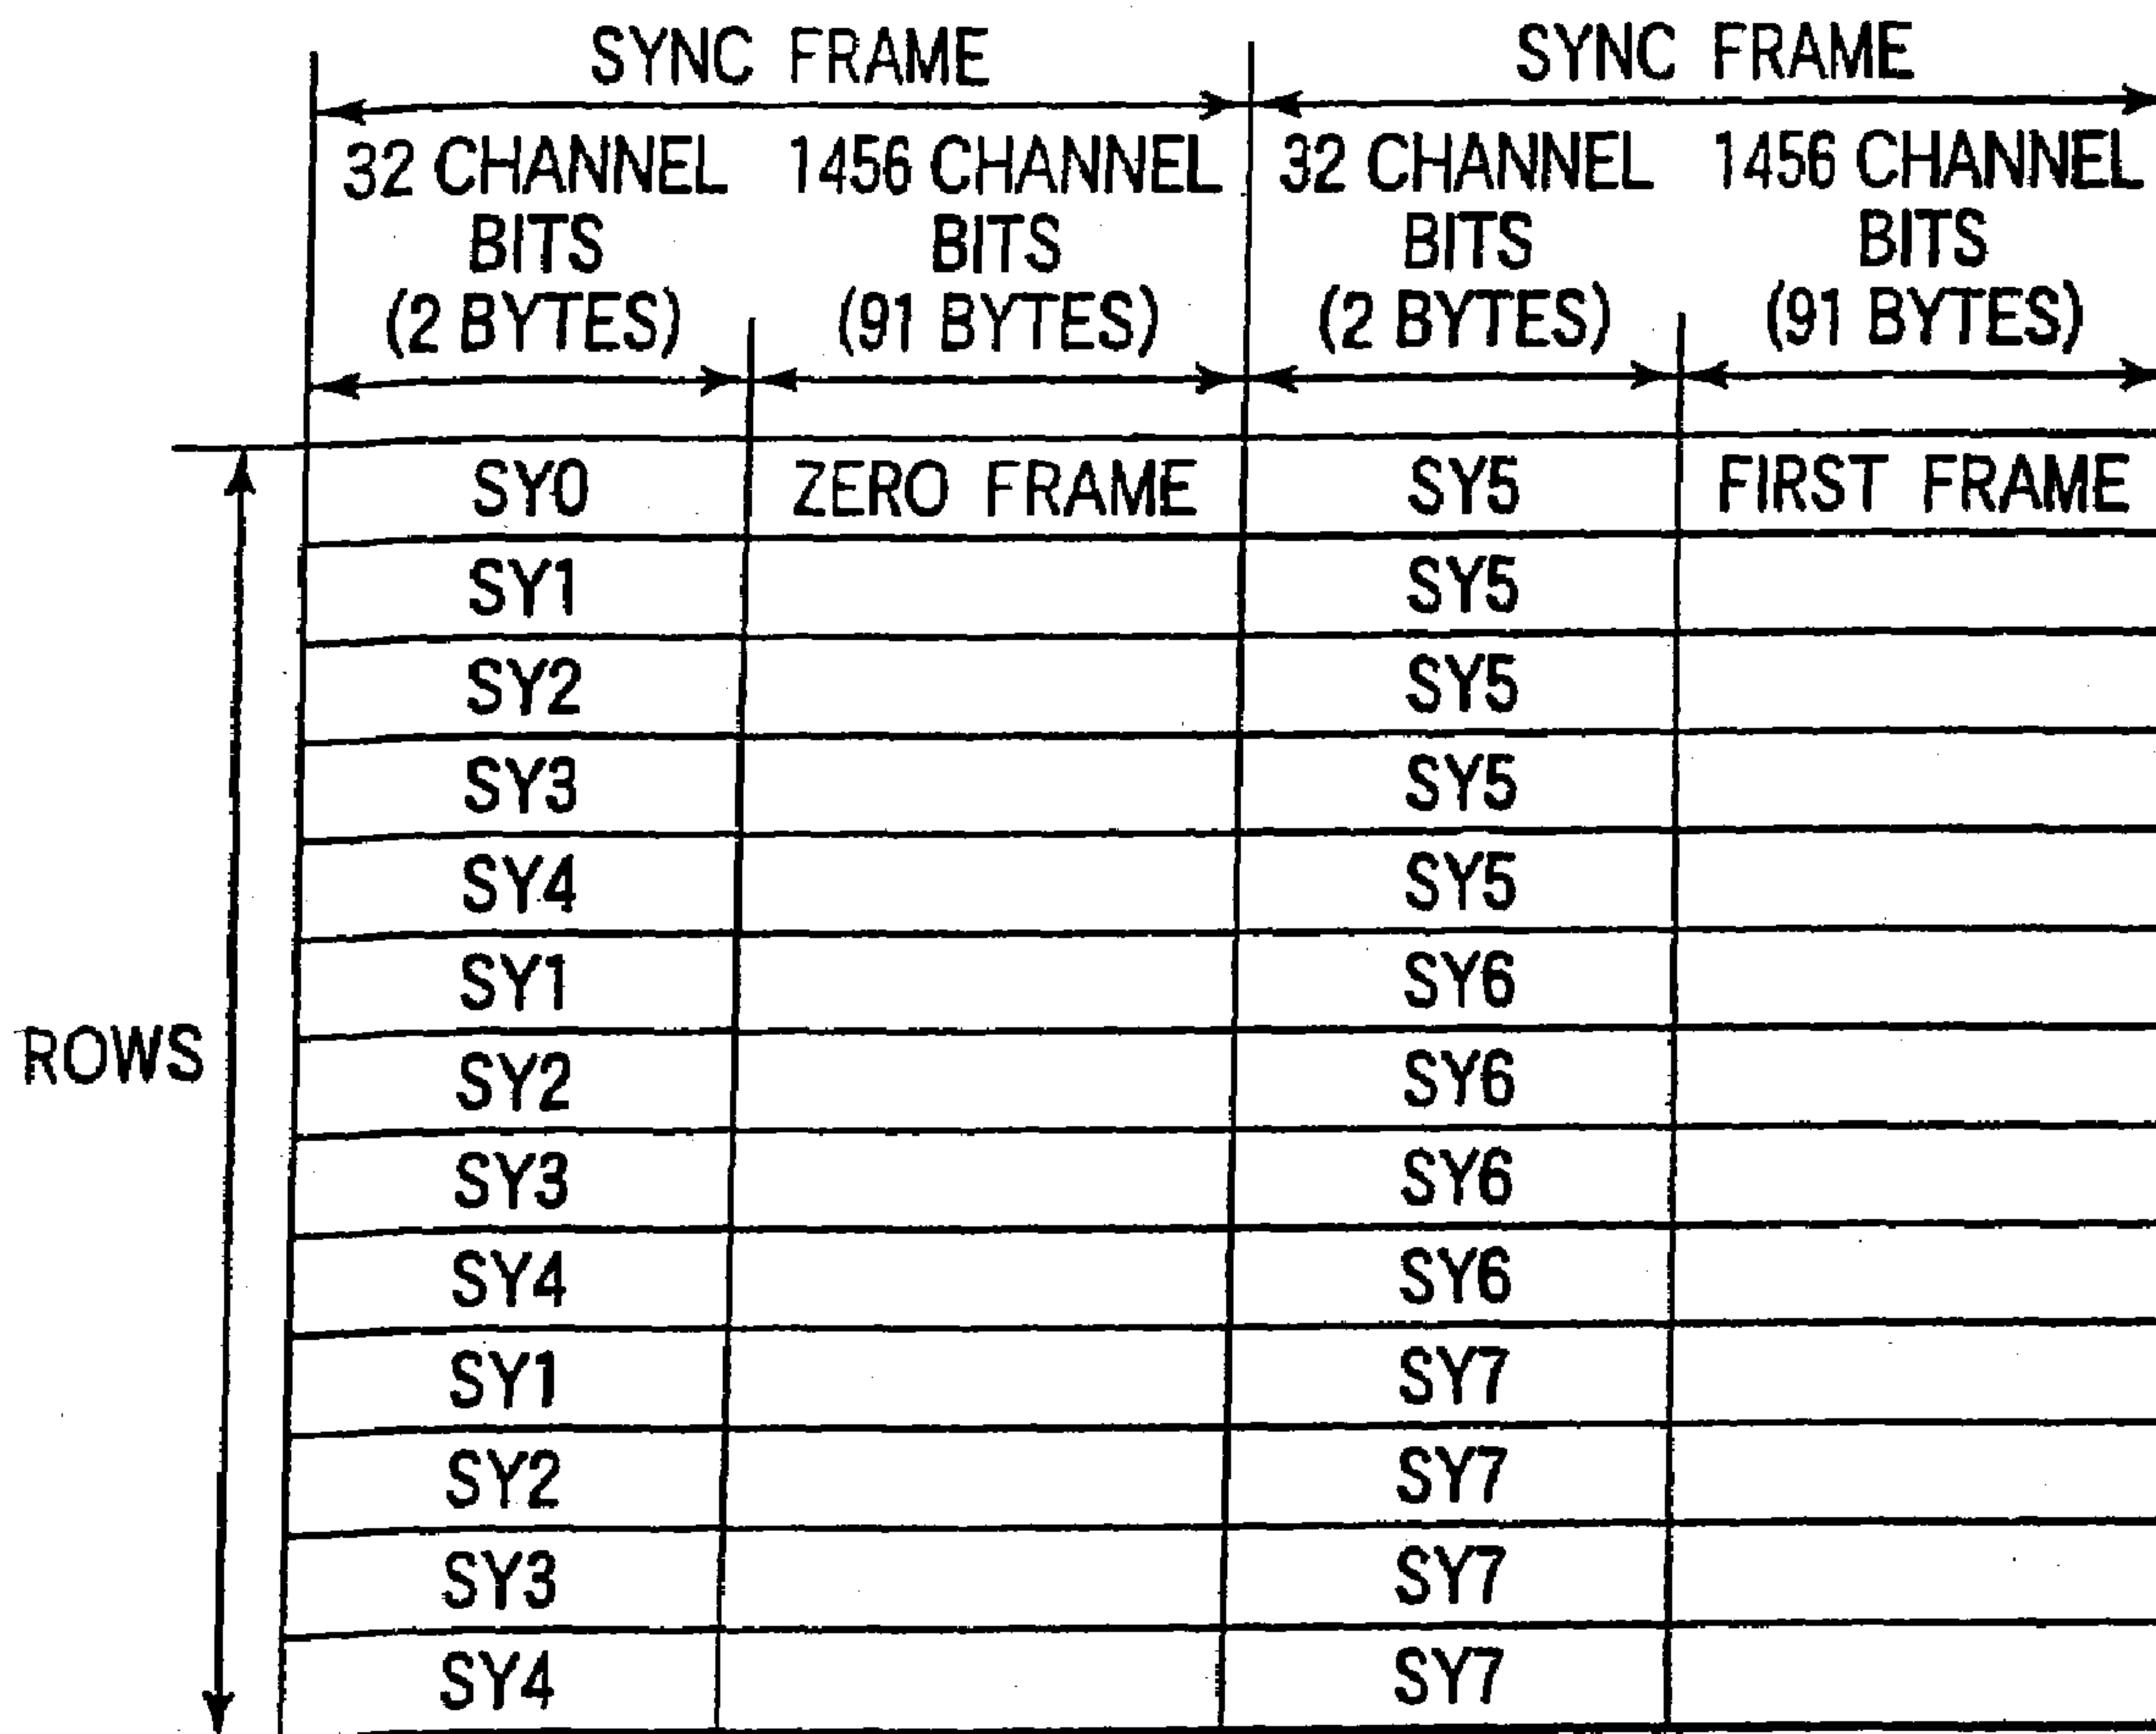 SYNC FRAME SYNC FRAME
32 CHANNEL BITS (2 BYTES) 1456 CHANNEL BITS (91 BYTES) 32 CHANNEL BITS (2 BYTES) 1456 CHANNEL BITS (91 BYTES)
SY0 ZERO FRAME SY5 FIRST FRAME
SY1 SY5
SY2 SY5
SY3 SY5
SY4 SY5
SY1 SY6
ROWS
SY2 SY6
SY3 SY6
SY4 SY6
SY1 SY7
SY2 SY7
SY3 SY7
SY4 SY7